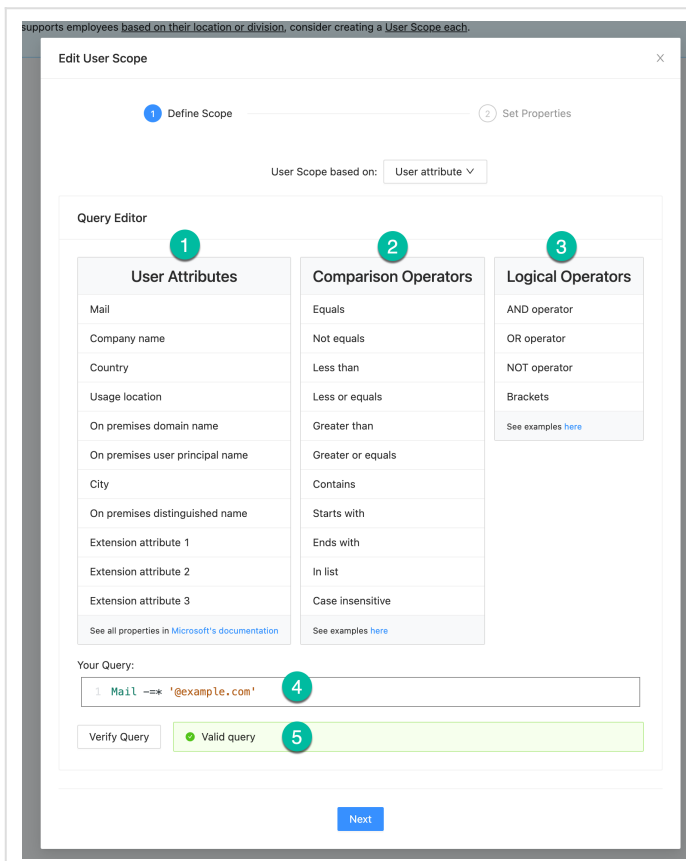 supports employees based on their location or division, consider creating a User Scope each.
Edit User Scope
1 Define Scope
2 Set Properties
User Scope based on: User attribute
Query Editor
1
2
3
User Attributes
Mail
Company name
Country
Usage location
On premises domain name
On premises user principal name
City
On premises distinguished name
Extension attribute 1
Extension attribute 2
Extension attribute 3
See all properties in Microsoft's documentation
Comparison Operators
Equals
Not equals
Less than
Less or equals
Greater than
Greater or equals
Contains
Starts with
Ends with
In list
Case insensitive
See examples here
Logical Operators
AND operator
OR operator
NOT operator
Brackets
See examples here
Your Query:
1 Mail -=* '@example.com'
4
Verify Query
Valid query
5
Next